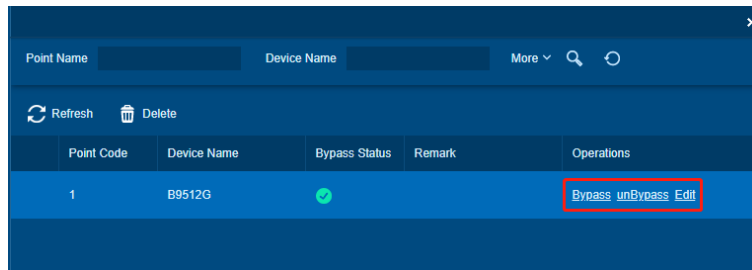 Point Name Device Name More
Refresh Delete
Point Code Device Name Bypass Status Remark Operations
1 B9512G Bypass unBypass Edit